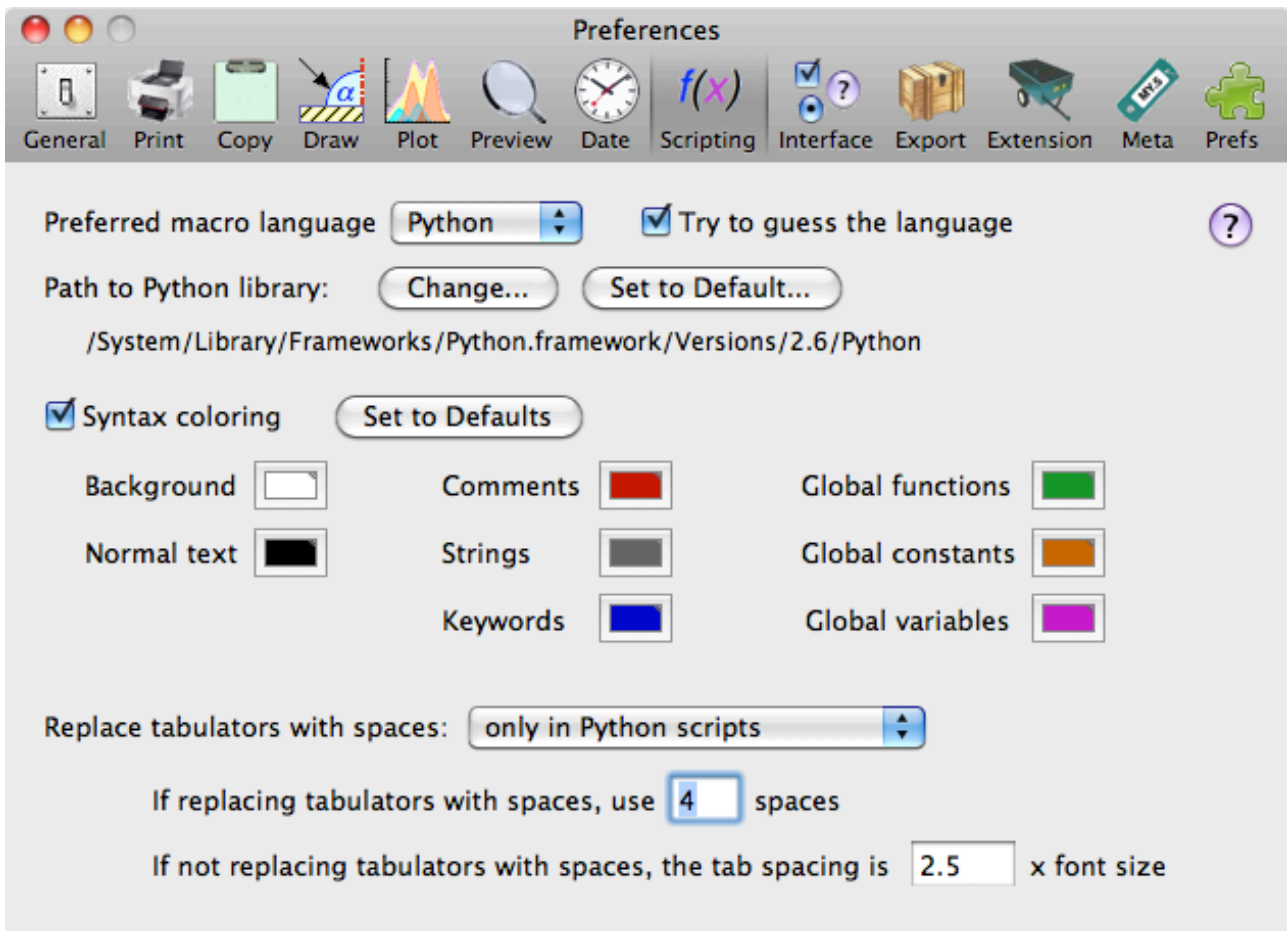 Preferences
α
f(x)
?
MY.5
General Print Copy Draw Plot Preview Date Scripting Interface Export Extension Meta Prefs
Preferred macro language Python Try to guess the language ?
Path to Python library: Change... Set to Default...
/System/Library/Frameworks/Python.framework/Versions/2.6/Python
Syntax coloring Set to Defaults
Background Comments Global functions
Normal text Strings Global constants
Keywords Global variables
Replace tabulators with spaces: only in Python scripts
If replacing tabulators with spaces, use 4 spaces
If not replacing tabulators with spaces, the tab spacing is 2.5 x font size